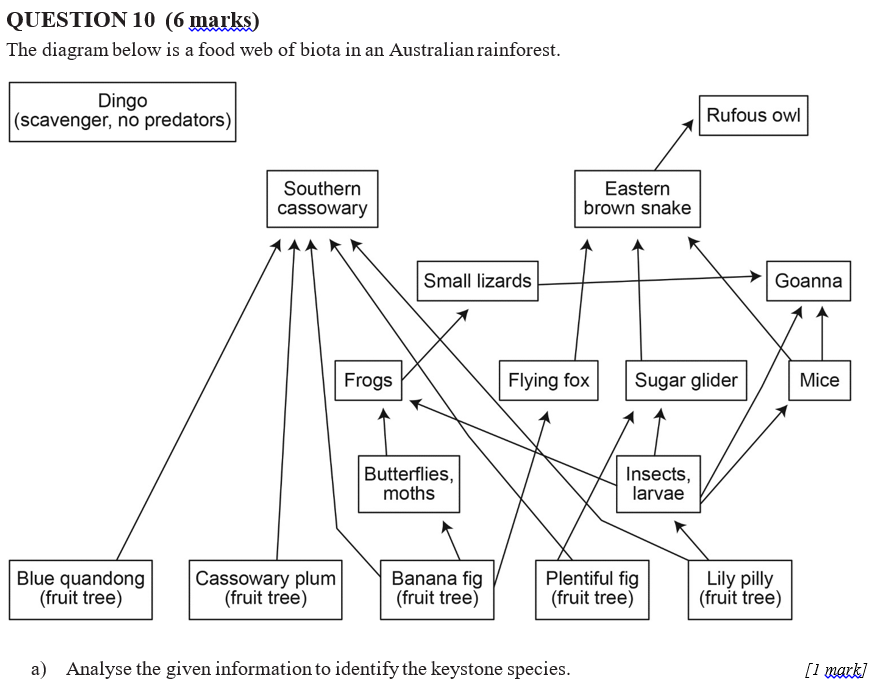 QUESTION 10 (6 marks)
The diagram below is a food web of biota in an Australian rainforest.
Dingo
(scavenger, no predators)
Rufous owl
Southern
cassowary
Eastern
brown snake
Small lizards
Goanna
Frogs
Flying fox
Sugar glider
Mice
Butterflies,
moths
Insects,
larvae
Blue quandong
(fruit tree)
Cassowary plum
(fruit tree)
Banana fig
(fruit tree)
Plentiful fig
(fruit tree)
Lily pilly
(fruit tree)
a) Analyse the given information to identify the keystone species. [1 mark]